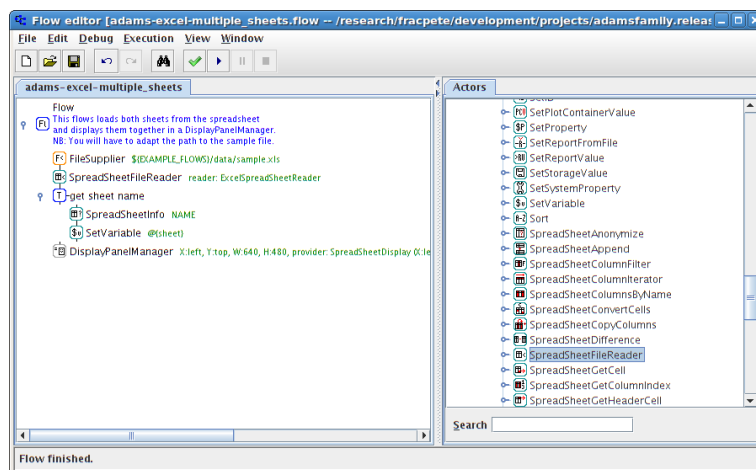 Flow editor [adams-excel-multiple_sheets.flow -- /research/fracpete/development/projects/adamsfamily.releas
File Edit Debug Execution View Window
adams-excel-multiple_sheets
Flow
This flows loads both sheets from the spreadsheet
and displays them together in a DisplayPanelManager.
NB: You will have to adapt the path to the sample file.
FileSupplier ${EXAMPLE_FLOWS}/data/sample.xls
SpreadSheetFileReader reader: ExcelSpreadSheetReader
get sheet name
SpreadSheetInfo NAME
SetVariable @{sheet}
DisplayPanelManager X:left, Y:top, W:640, H:480, provider: SpreadSheetDisplay (X:le
Actors
SetPlotContainerValue
SetProperty
SetReportFromFile
SetReportValue
SetStorageValue
SetSystemProperty
SetVariable
Sort
SpreadSheetAnonymize
SpreadSheetAppend
SpreadSheetColumnFilter
SpreadSheetColumnIterator
SpreadSheetColumnsByName
SpreadSheetConvertCells
SpreadSheetCopyColumns
SpreadSheetDifference
SpreadSheetFileReader
SpreadSheetGetCell
SpreadSheetGetColumnIndex
SpreadSheetGetHeaderCell
Search
Flow finished.